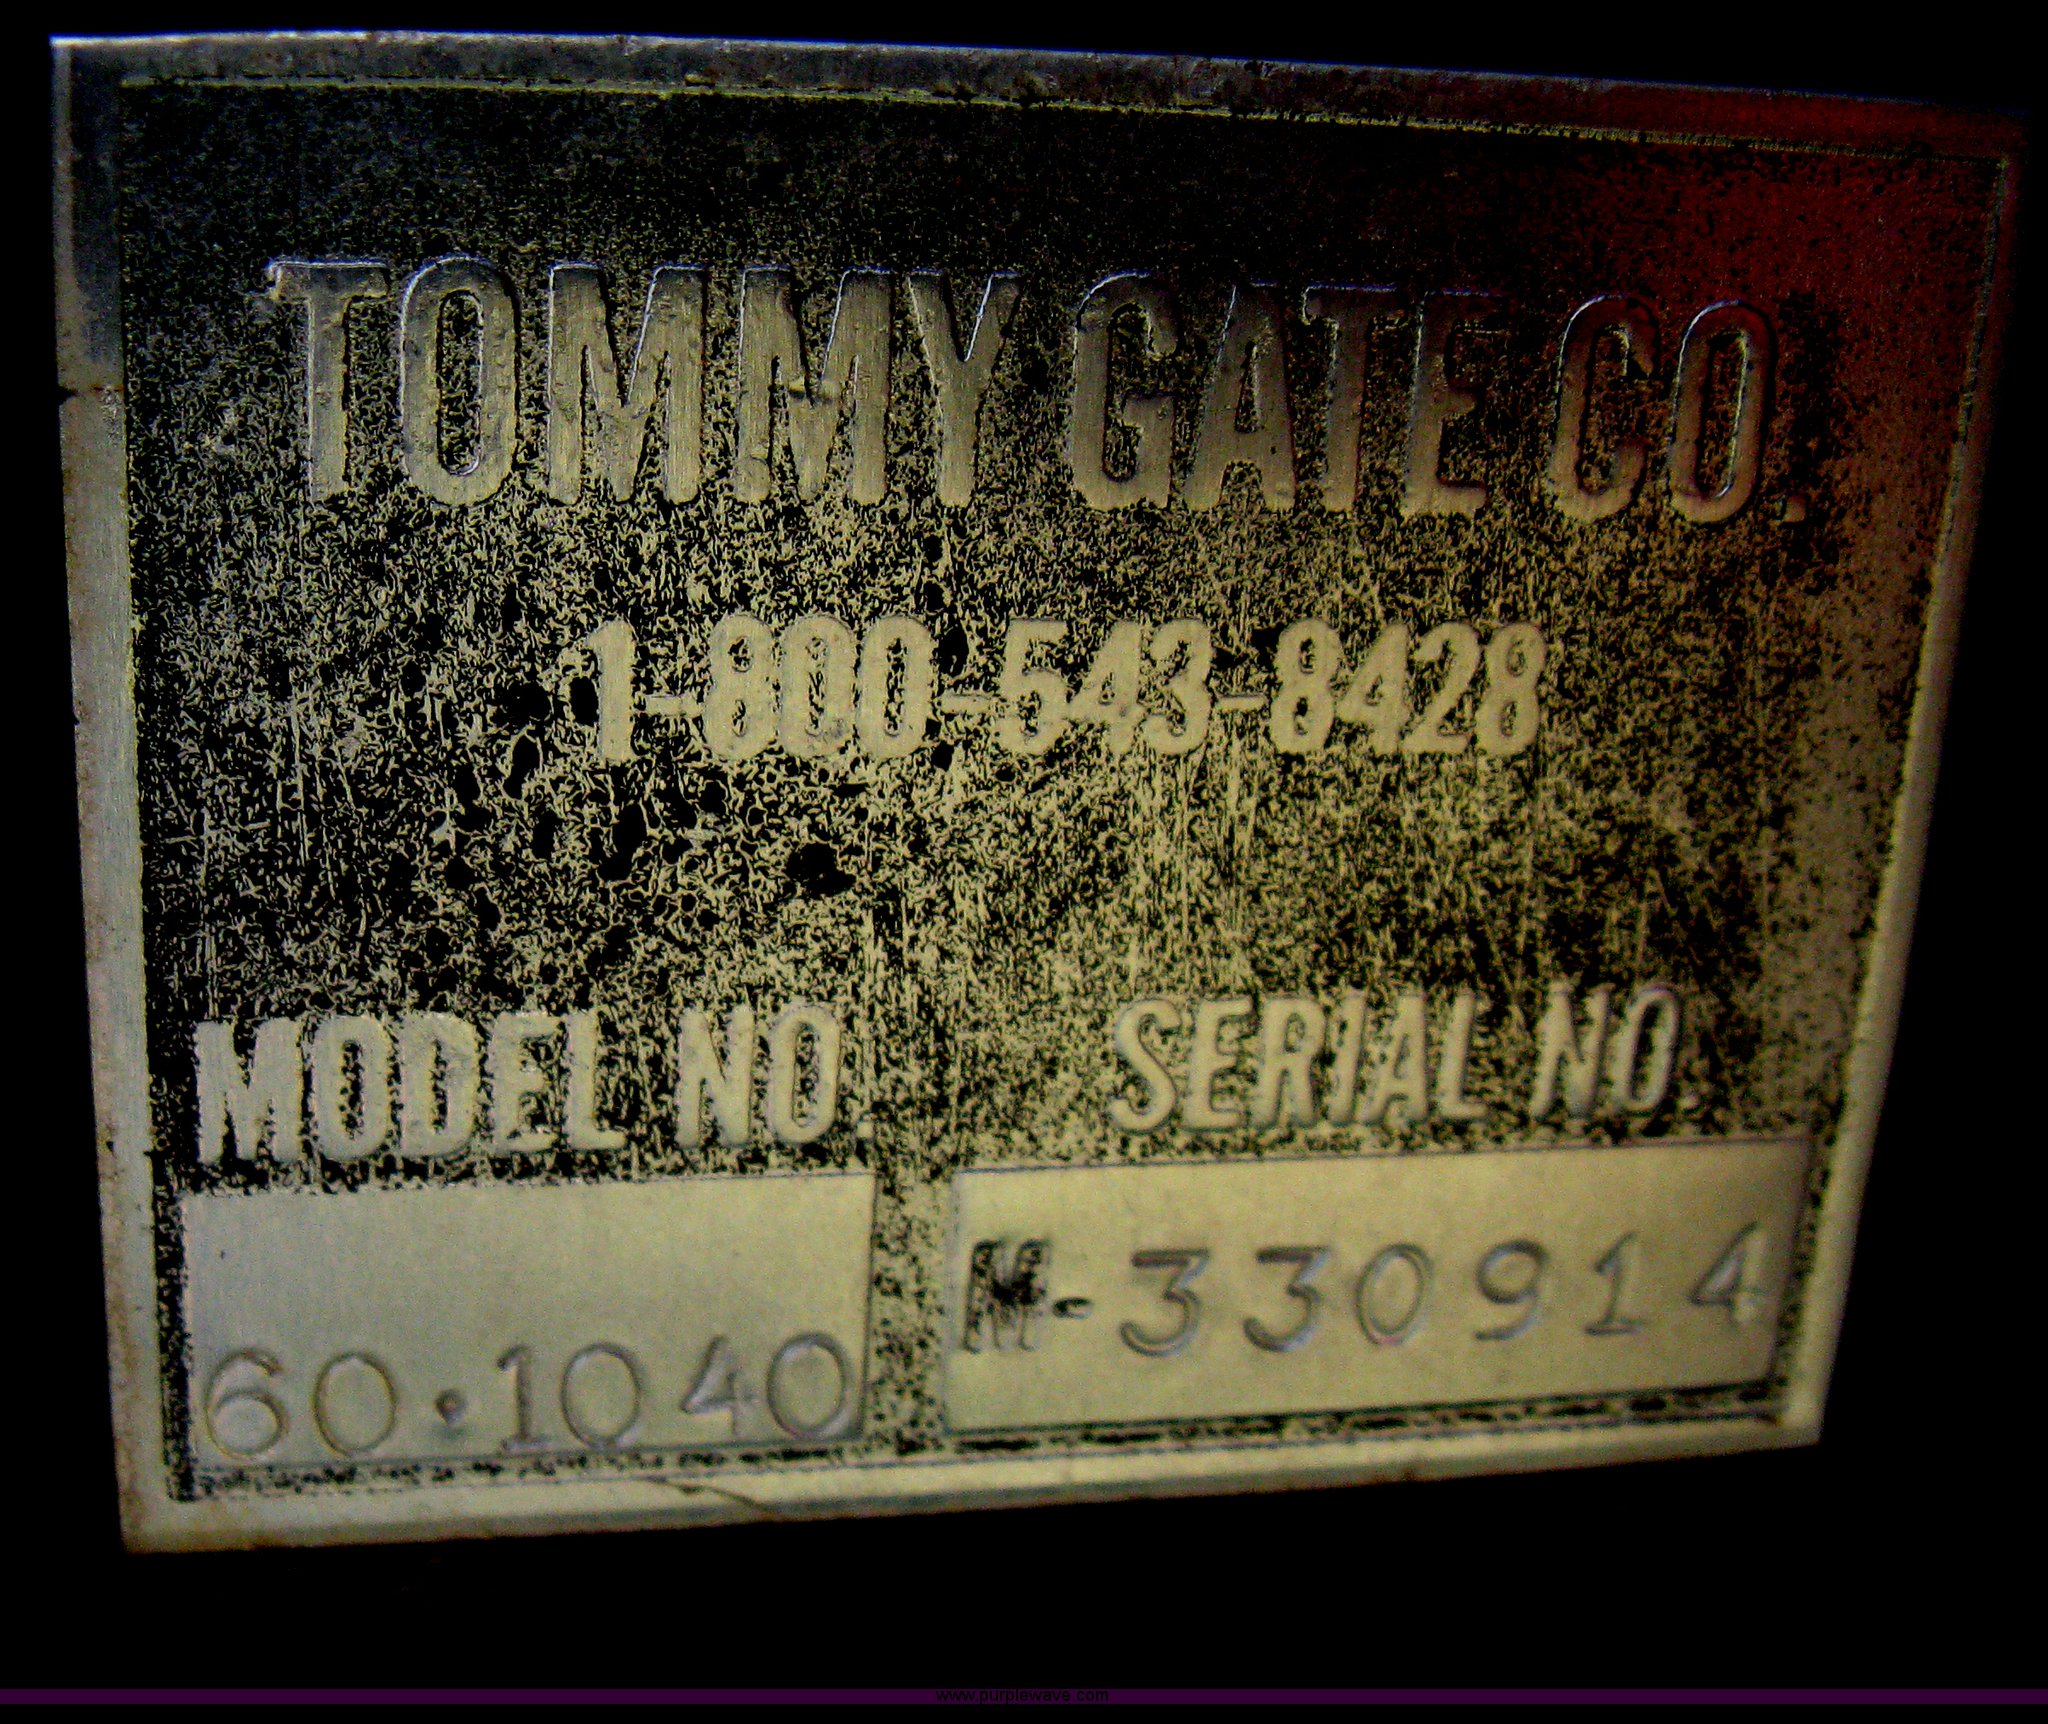 TOMMY GATE CO.
1-800-543-8428
MODEL NO. SERIAL NO.
60·1040 M-330914
www.purplewave.com